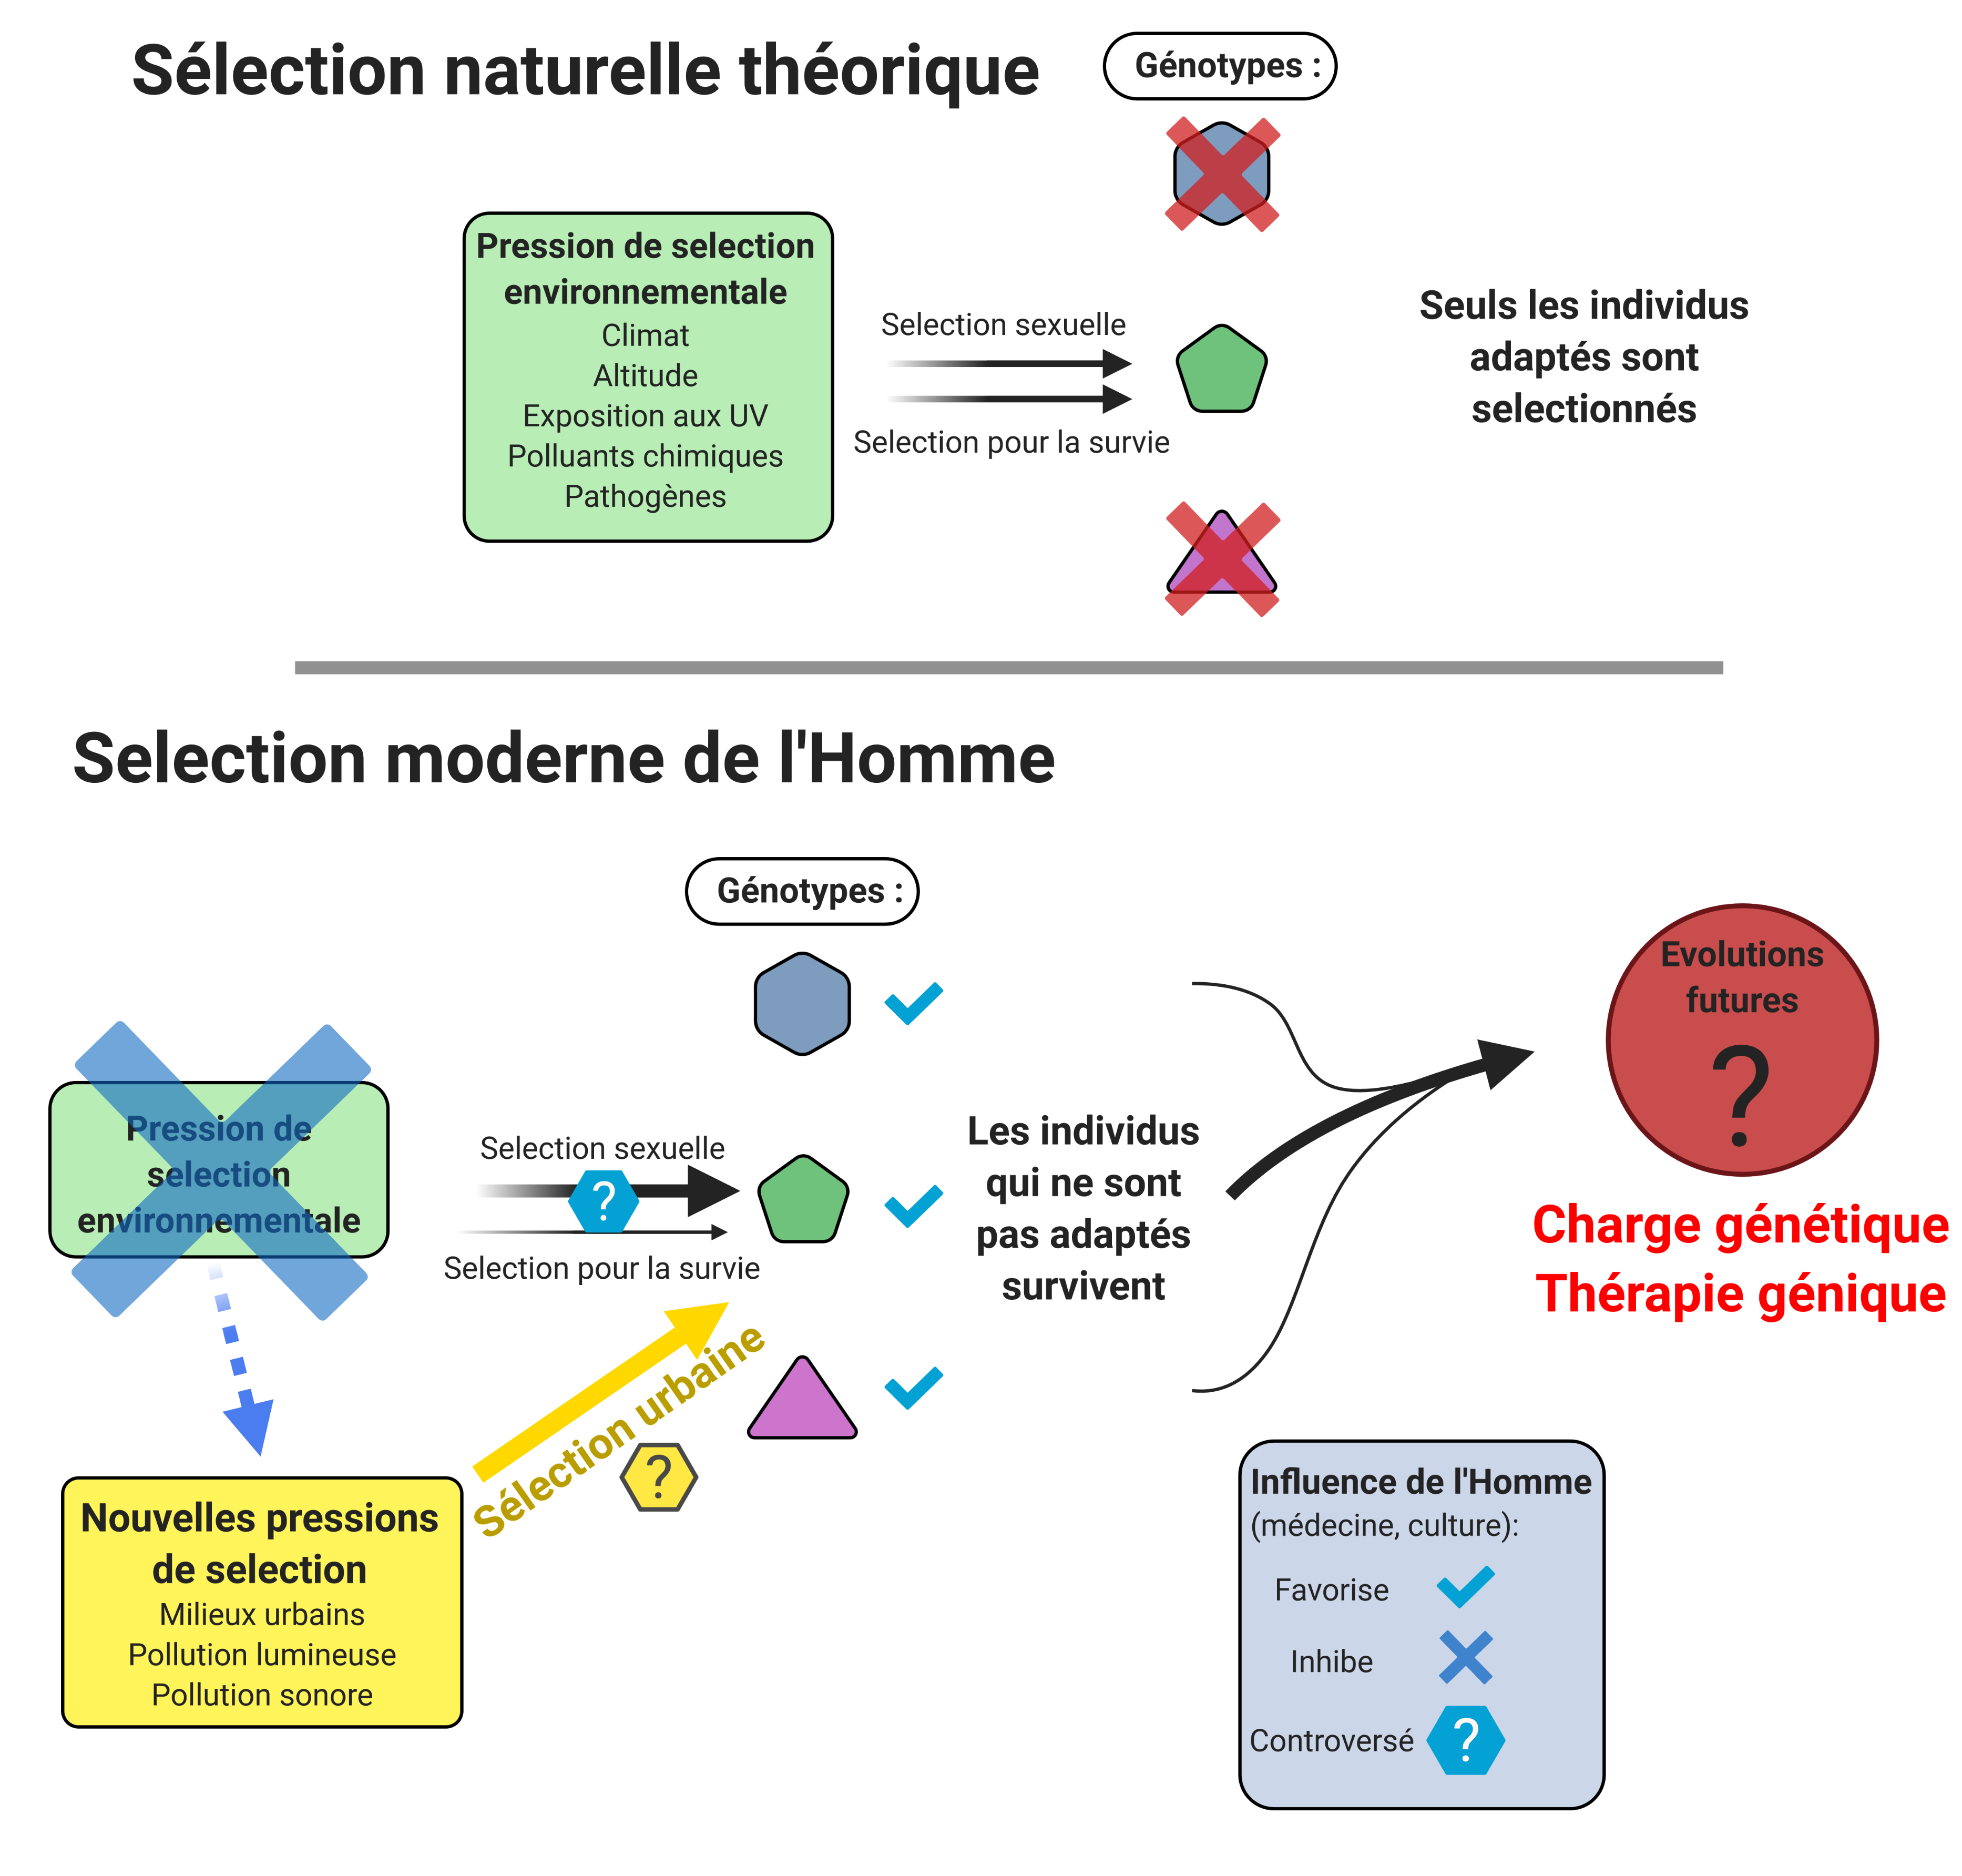 Sélection naturelle théorique
Génotypes :
Pression de selection
environnementale
Climat
Altitude
Exposition aux UV
Polluants chimiques
Pathogènes
Selection sexuelle
Selection pour la survie
Seuls les individus
adaptés sont
selectionnés
Selection moderne de l'Homme
Génotypes :
Pression de
selection
environnementale
Selection sexuelle
?
Selection pour la survie
Les individus
qui ne sont
pas adaptés
survivent
Evolutions
futures
?
Charge génétique
Thérapie génique
Sélection urbaine
?
Nouvelles pressions
de selection
Milieux urbains
Pollution lumineuse
Pollution sonore
Influence de l'Homme
(médecine, culture):
Favorise
Inhibe
Controversé ?